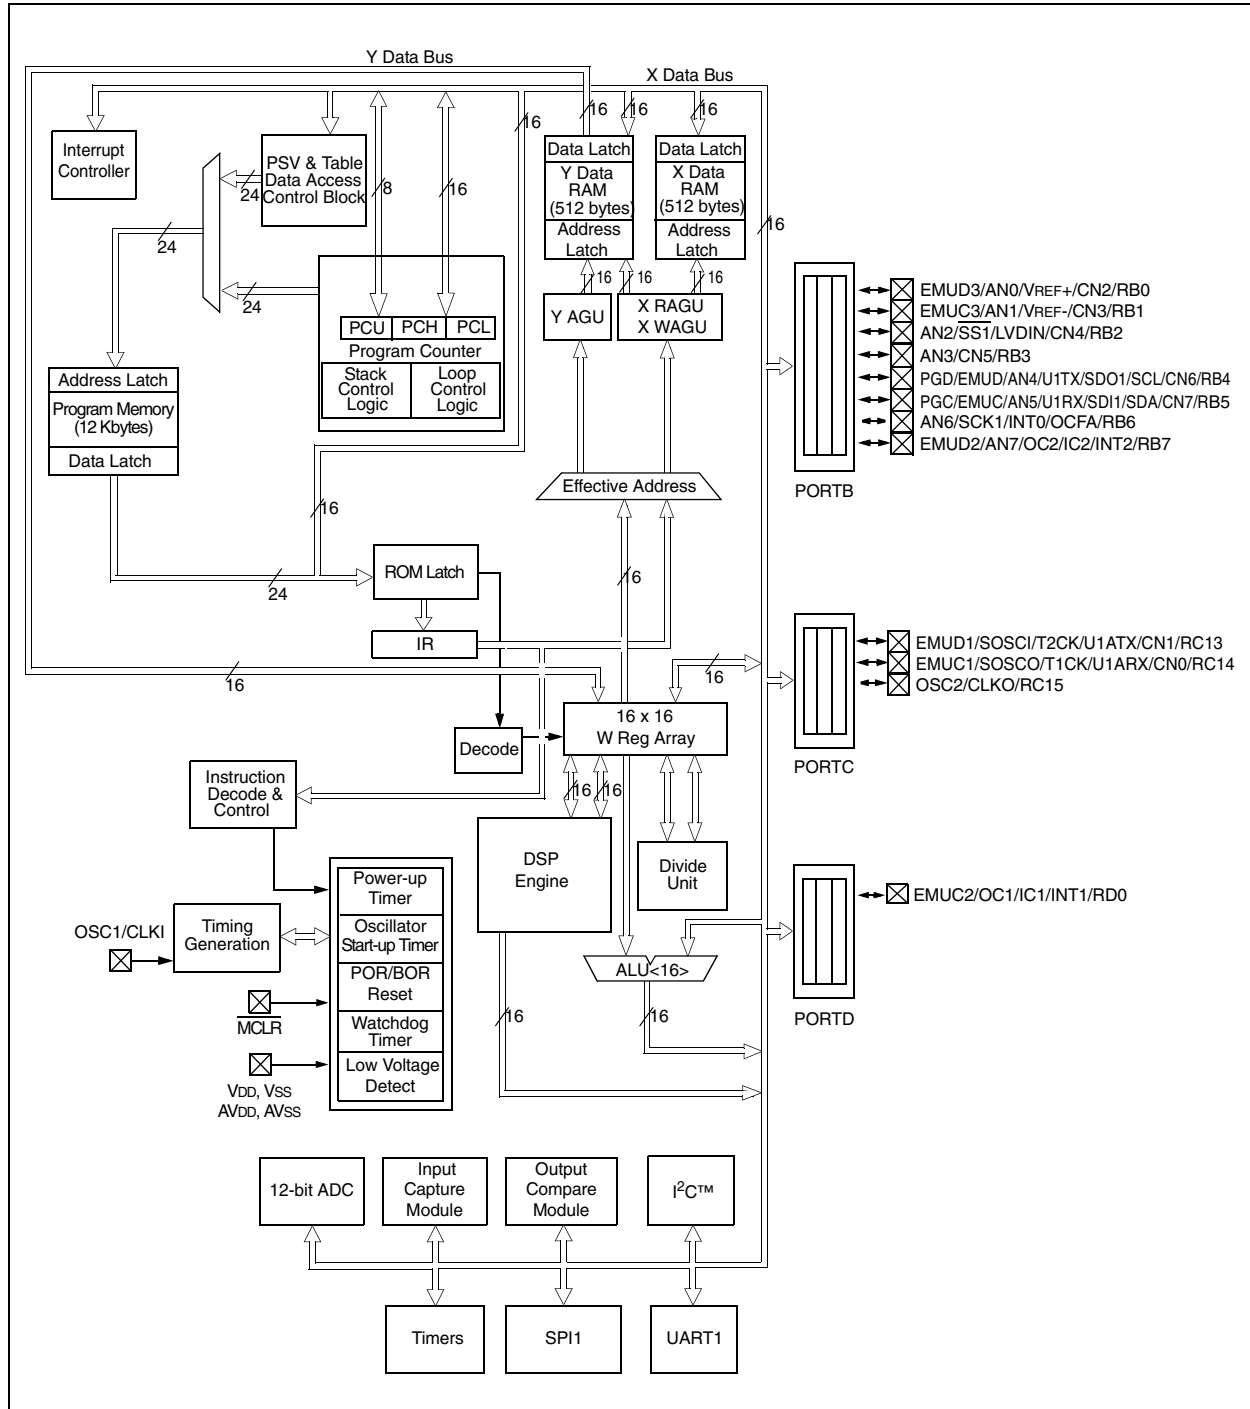 Y Data Bus
X Data Bus
Interrupt
Controller
PSV & Table
Data Access
Control Block
8
16
16
16
16
16
24
24
24
Data Latch
Y Data
RAM
(512 bytes)
Address
Latch
Data Latch
X Data
RAM
(512 bytes)
Address
Latch
16
16
16
16
Y AGU
X RAGU
X WAGU
PCU
PCH
PCL
Program Counter
Stack
Control
Logic
Loop
Control
Logic
Address Latch
Program Memory
(12 Kbytes)
Data Latch
Effective Address
16
24
16
ROM Latch
IR
16
16
16 x 16
W Reg Array
Decode
Instruction
Decode &
Control
16
16
DSP
Engine
Divide
Unit
Power-up
Timer
Oscillator
Start-up Timer
POR/BOR
Reset
Watchdog
Timer
Low Voltage
Detect
OSC1/CLKI
Timing
Generation
MCLR
VDD, VSS
AVDD, AVSS
ALU<16>
16
16
EMUD3/AN0/VREF+/CN2/RB0
EMUC3/AN1/VREF-/CN3/RB1
AN2/SS1/LVDIN/CN4/RB2
AN3/CN5/RB3
PGD/EMUD/AN4/U1TX/SDO1/SCL/CN6/RB4
PGC/EMUC/AN5/U1RX/SDI1/SDA/CN7/RB5
AN6/SCK1/INT0/OCFA/RB6
EMUD2/AN7/OC2/IC2/INT2/RB7
PORTB
EMUD1/SOSCI/T2CK/U1ATX/CN1/RC13
EMUC1/SOSCO/T1CK/U1ARX/CN0/RC14
OSC2/CLKO/RC15
PORTC
EMUC2/OC1/IC1/INT1/RD0
PORTD
12-bit ADC
Input
Capture
Module
Output
Compare
Module
I²C™
Timers
SPI1
UART1